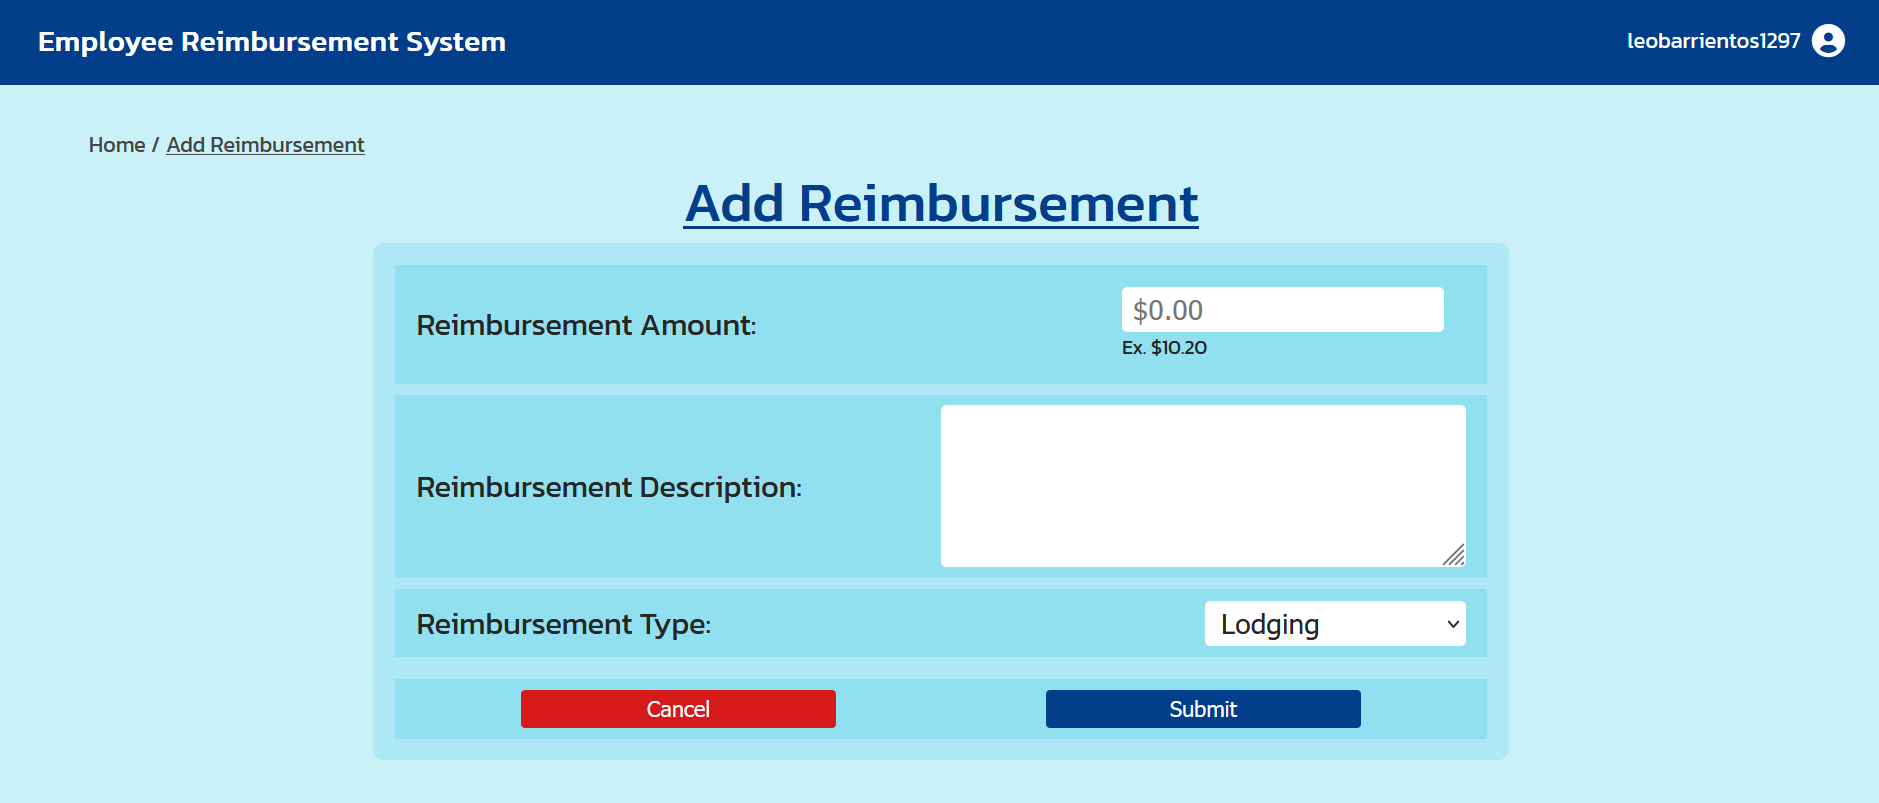 Employee Reimbursement System
leobarrientos1297
Home / Add Reimbursement
Add Reimbursement
Reimbursement Amount:
$0.00
Ex. $10.20
Reimbursement Description:
Reimbursement Type:
Lodging
Cancel
Submit